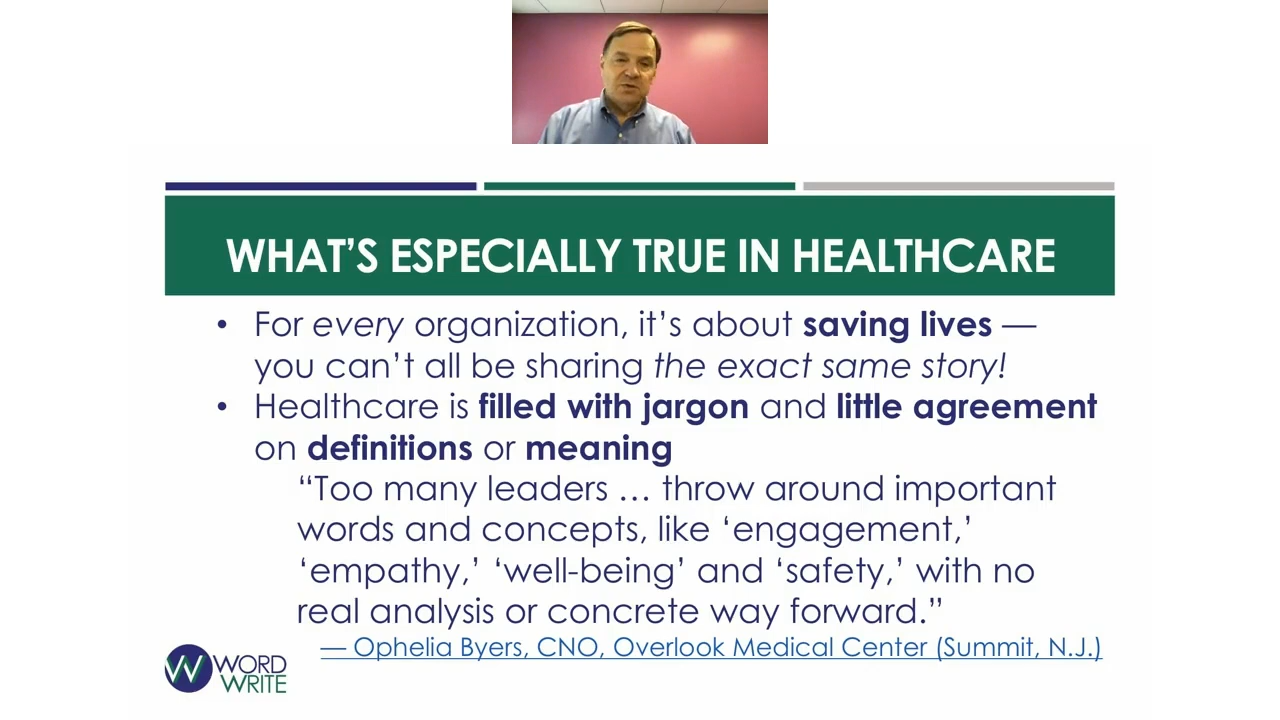 WHAT’S ESPECIALLY TRUE IN HEALTHCARE
• For every organization, it’s about saving lives —
you can’t all be sharing the exact same story!
• Healthcare is filled with jargon and little agreement
on definitions or meaning
“Too many leaders … throw around important
words and concepts, like ‘engagement,’
‘empathy,’ ‘well-being’ and ‘safety,’ with no
real analysis or concrete way forward.”
— Ophelia Byers, CNO, Overlook Medical Center (Summit, N.J.)
W WORD
WRITE